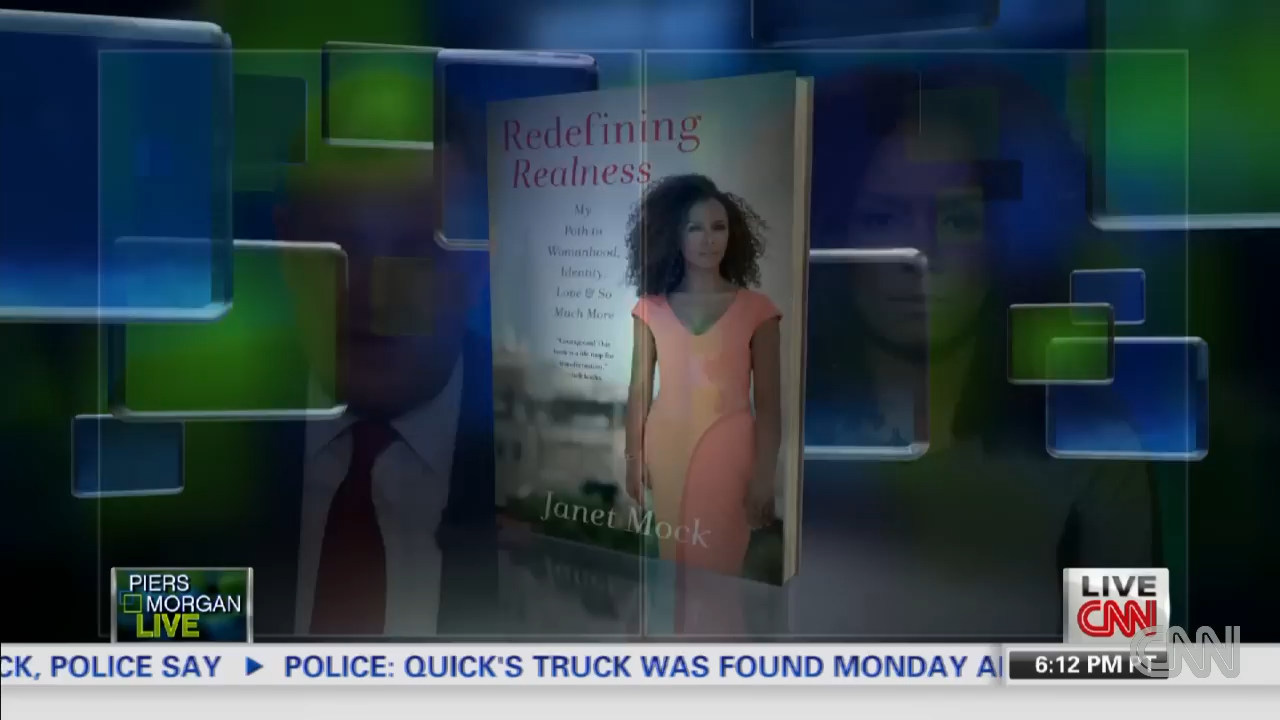 Redefining
Realness
My
Path to
Womanhood,
Identity,
Love & So
Much More
Janet Mock
PIERS
MORGAN
LIVE
LIVE
CNN
CNN
CK, POLICE SAY ▶ POLICE: QUICK'S TRUCK WAS FOUND MONDAY
6:12 PM PT